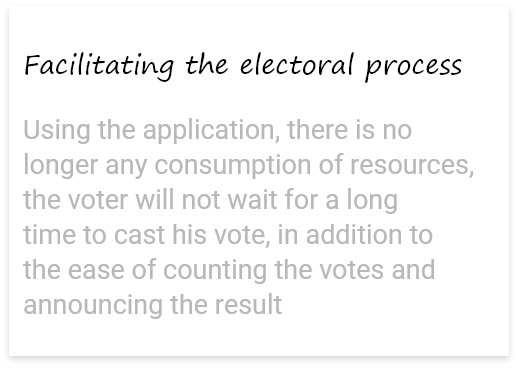 Facilitating the electoral process
Using the application, there is no
longer any consumption of resources,
the voter will not wait for a long
time to cast his vote, in addition to
the ease of counting the votes and
announcing the result